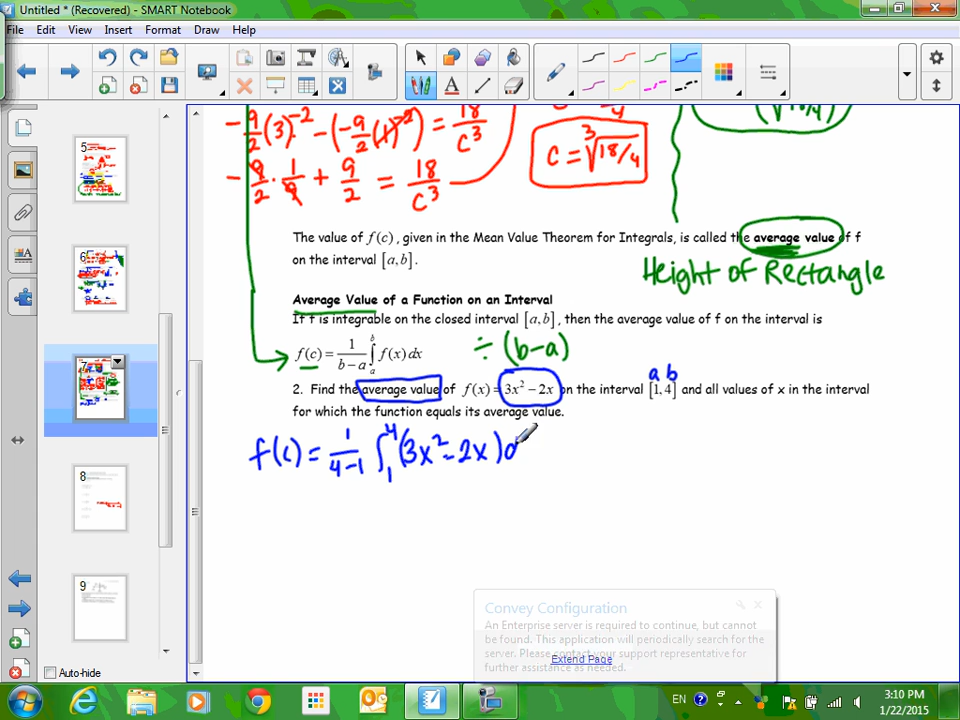 Untitled * (Recovered) - SMART Notebook
File Edit View Insert Format Draw Help
5
6
7
8
9
Auto-hide
- 9/2 (3)^-2 - (-9/2 (1)^-2) = 18/c^3
- 9/2 · 1/9 + 9/2 = 18/c^3
c = ∛18/4
(∛18/4)
The value of f(c), given in the Mean Value Theorem for Integrals, is called the average value of f
on the interval [a,b].
Height of Rectangle
Average Value of a Function on an Interval
If f is integrable on the closed interval [a,b], then the average value of f on the interval is
f(c) = 1/(b-a) ∫_a^b f(x)dx ÷ (b-a)
a b
2. Find the average value of f(x) = 3x² - 2x on the interval [1,4] and all values of x in the interval
for which the function equals its average value.
f(c) = 1/(4-1) ∫_1^4 (3x² - 2x)d
Convey Configuration
An Enterprise server is required to continue, but cannot
be found. This application will periodically search for the
server. Please contact your support representative for
further assistance as needed.
Extend Page
EN
3:10 PM
1/22/2015